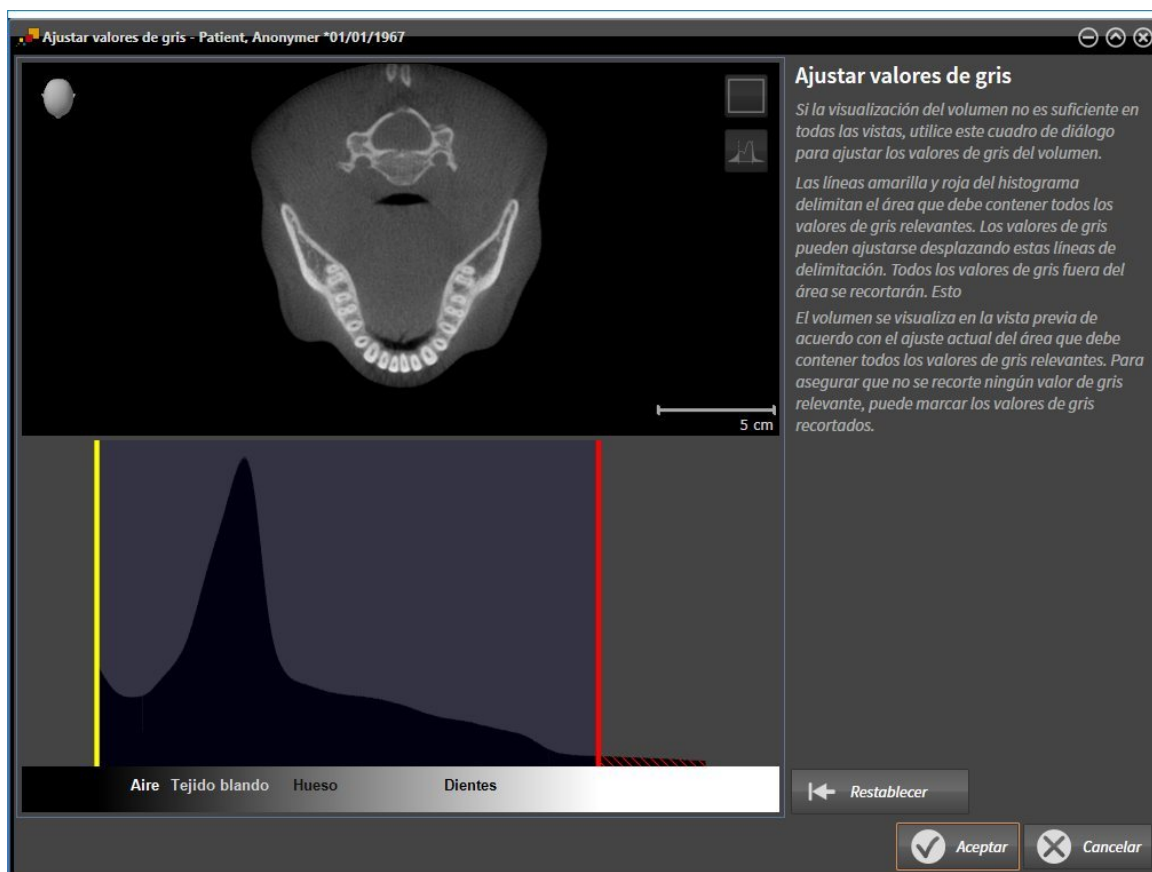 Ajustar valores de gris - Patient, Anonymer *01/01/1967
Ajustar valores de gris
Si la visualización del volumen no es suficiente en
todas las vistas, utilice este cuadro de diálogo
para ajustar los valores de gris del volumen.
Las líneas amarilla y roja del histograma
delimitan el área que debe contener todos los
valores de gris relevantes. Los valores de gris
pueden ajustarse desplazando estas líneas de
delimitación. Todos los valores de gris fuera del
área se recortarán. Esto
El volumen se visualiza en la vista previa de
acuerdo con el ajuste actual del área que debe
contener todos los valores de gris relevantes. Para
asegurar que no se recorte ningún valor de gris
relevante, puede marcar los valores de gris
recortados.
5 cm
Aire Tejido blando Hueso Dientes
Restablecer
Aceptar Cancelar